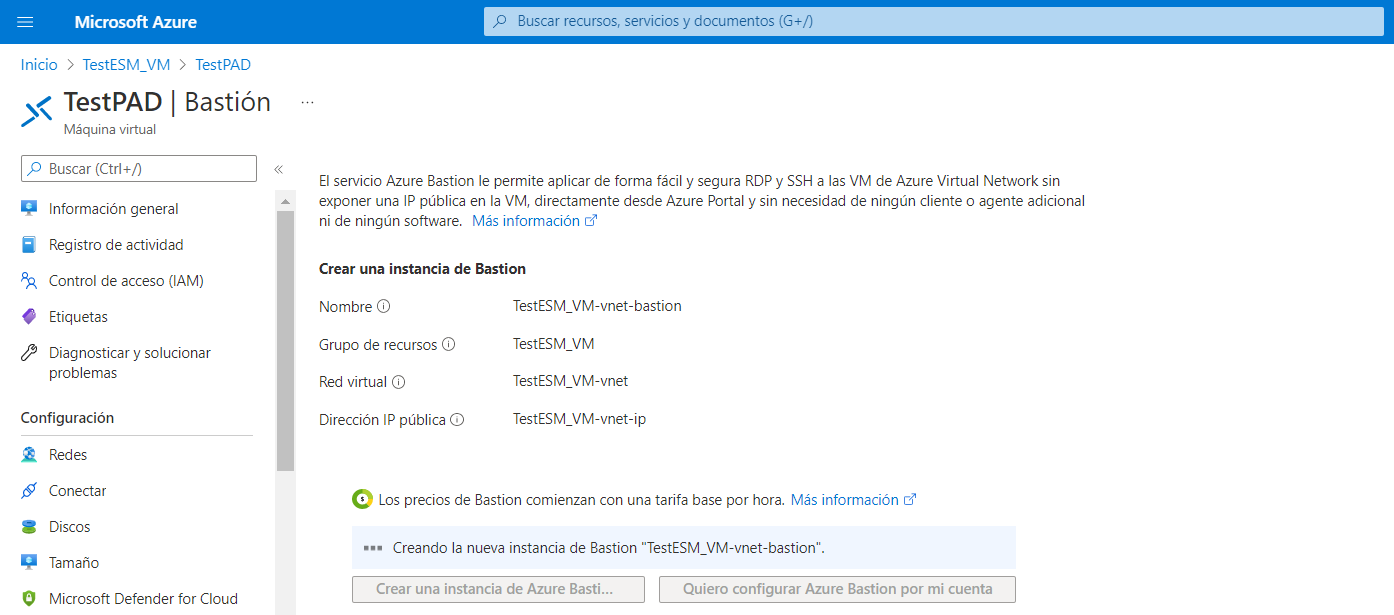 Microsoft Azure
Buscar recursos, servicios y documentos (G+/)
Inicio > TestESM_VM > TestPAD
TestPAD | Bastión ...
Máquina virtual
Buscar (Ctrl+/) «
Información general
Registro de actividad
Control de acceso (IAM)
Etiquetas
Diagnosticar y solucionar
problemas
Configuración
Redes
Conectar
Discos
Tamaño
Microsoft Defender for Cloud
El servicio Azure Bastion le permite aplicar de forma fácil y segura RDP y SSH a las VM de Azure Virtual Network sin
exponer una IP pública en la VM, directamente desde Azure Portal y sin necesidad de ningún cliente o agente adicional
ni de ningún software. Más información
Crear una instancia de Bastion
Nombre TestESM_VM-vnet-bastion
Grupo de recursos TestESM_VM
Red virtual TestESM_VM-vnet
Dirección IP pública TestESM_VM-vnet-ip
Los precios de Bastion comienzan con una tarifa base por hora. Más información
Creando la nueva instancia de Bastion "TestESM_VM-vnet-bastion".
Crear una instancia de Azure Basti...
Quiero configurar Azure Bastion por mi cuenta